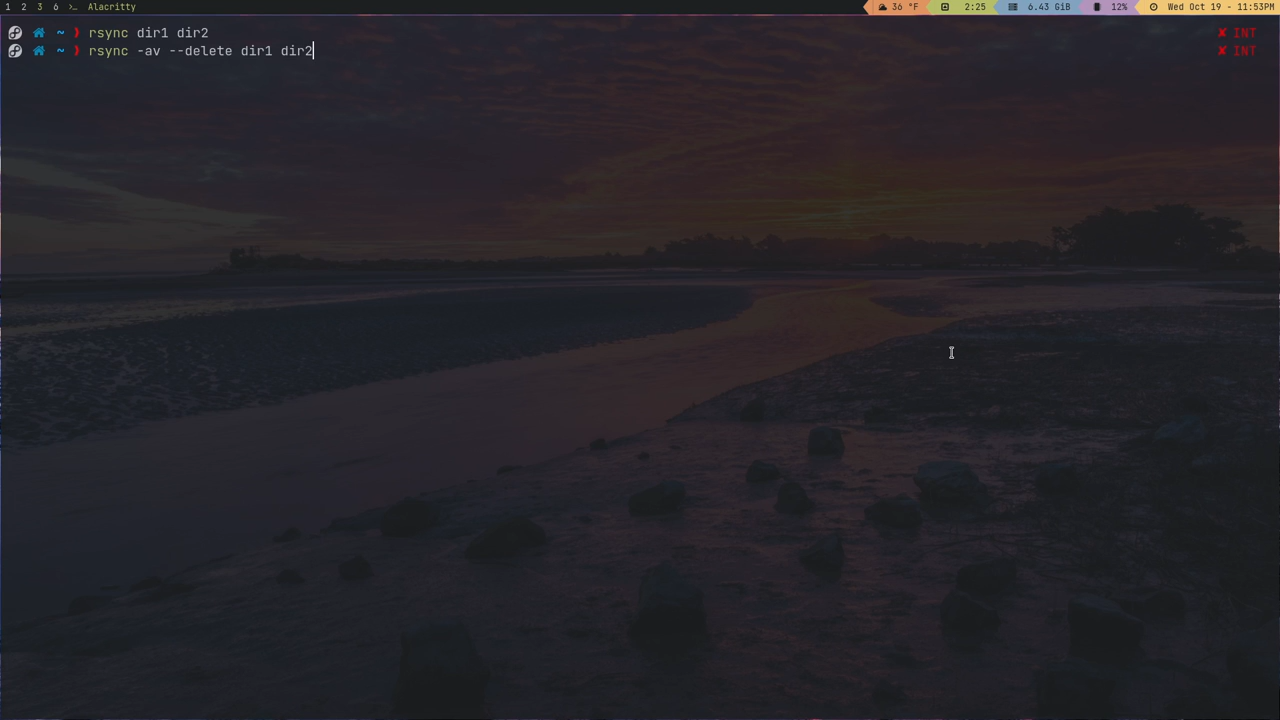 1 2 3 6 >_ Alacritty 36 °F 2:25 6.43 GiB 12% Wed Oct 19 - 11:53PM
~ ❯ rsync dir1 dir2 ✘ INT
~ ❯ rsync -av --delete dir1 dir2 ✘ INT